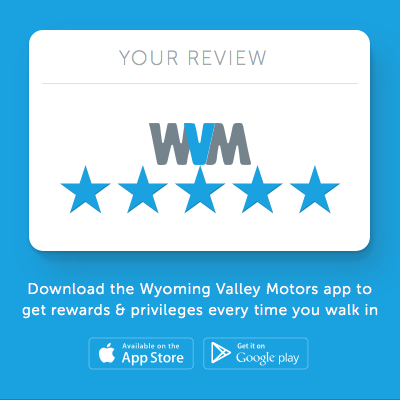 YOUR REVIEW
WVM
Download the Wyoming Valley Motors app to
get rewards & privileges every time you walk in
Available on the
App Store
Get it on
Google play